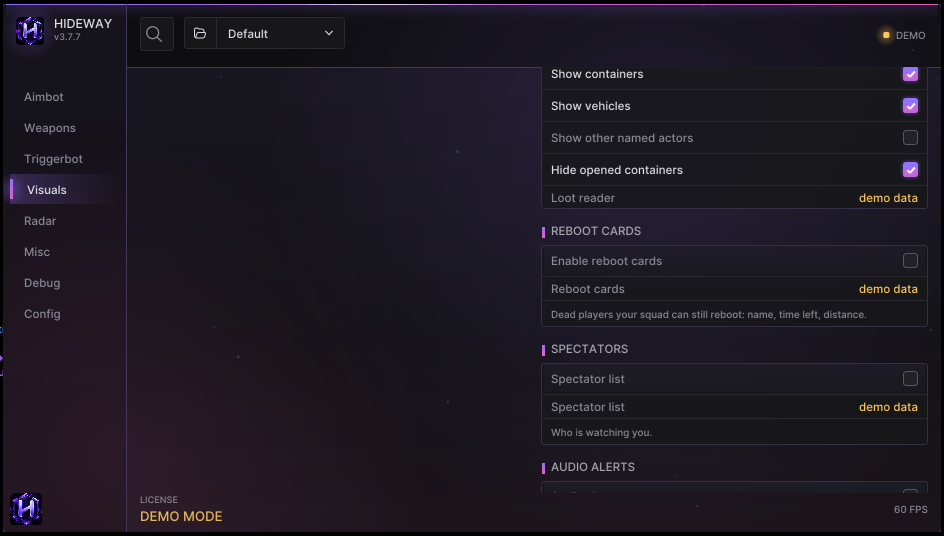 HIDEWAY
v3.7.7
Default
DEMO
Aimbot
Weapons
Triggerbot
Visuals
Radar
Misc
Debug
Config
Show containers
Show vehicles
Show other named actors
Hide opened containers
Loot reader demo data
REBOOT CARDS
Enable reboot cards
Reboot cards demo data
Dead players your squad can still reboot: name, time left, distance.
SPECTATORS
Spectator list
Spectator list demo data
Who is watching you.
AUDIO ALERTS
LICENSE
DEMO MODE
60 FPS